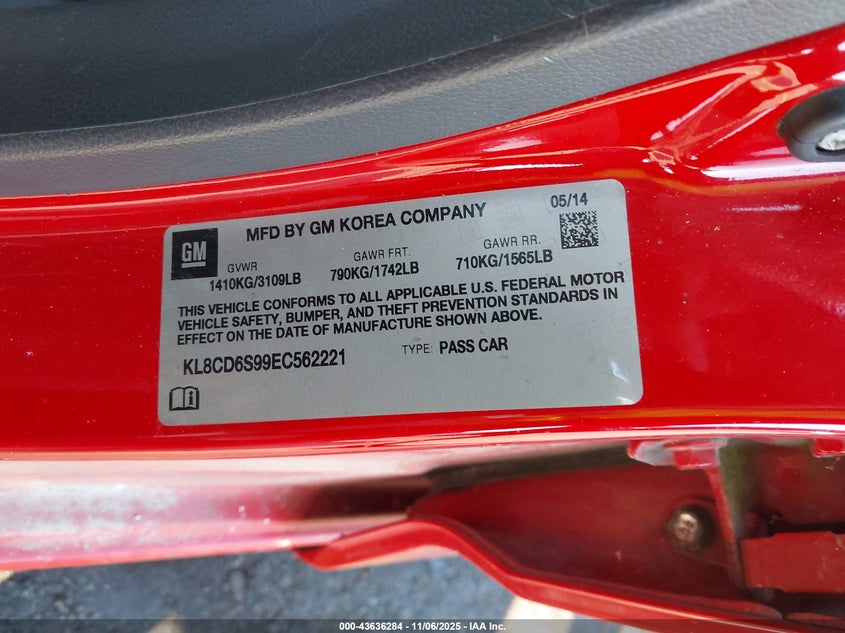 GM
MFD BY GM KOREA COMPANY
05/14
GVWR GAWR FRT. GAWR RR.
1410KG/3109LB 790KG/1742LB 710KG/1565LB
THIS VEHICLE CONFORMS TO ALL APPLICABLE U.S. FEDERAL MOTOR
VEHICLE SAFETY, BUMPER, AND THEFT PREVENTION STANDARDS IN
EFFECT ON THE DATE OF MANUFACTURE SHOWN ABOVE.
KL8CD6S99EC562221 TYPE: PASS CAR
000-43636284 - 11/06/2025 - IAA Inc.